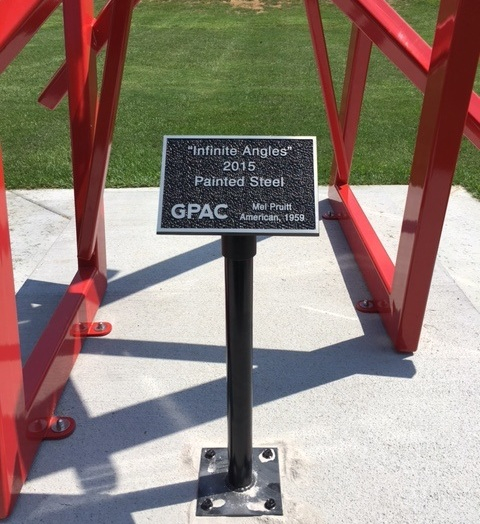 "Infinite Angles"
2015
Painted Steel
GPAC
Mel Pruitt
American, 1959